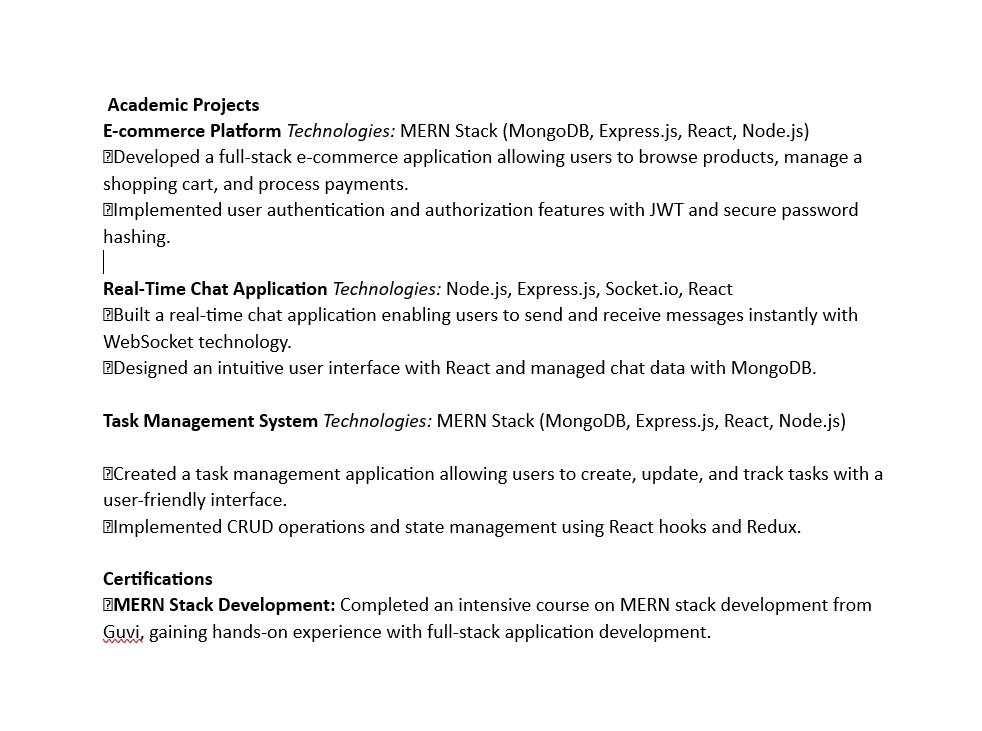 Academic Projects
E-commerce Platform Technologies: MERN Stack (MongoDB, Express.js, React, Node.js)
⍰Developed a full-stack e-commerce application allowing users to browse products, manage a
shopping cart, and process payments.
⍰Implemented user authentication and authorization features with JWT and secure password
hashing.
Real-Time Chat Application Technologies: Node.js, Express.js, Socket.io, React
⍰Built a real-time chat application enabling users to send and receive messages instantly with
WebSocket technology.
⍰Designed an intuitive user interface with React and managed chat data with MongoDB.
Task Management System Technologies: MERN Stack (MongoDB, Express.js, React, Node.js)
⍰Created a task management application allowing users to create, update, and track tasks with a
user-friendly interface.
⍰Implemented CRUD operations and state management using React hooks and Redux.
Certifications
⍰MERN Stack Development: Completed an intensive course on MERN stack development from
Guvi, gaining hands-on experience with full-stack application development.